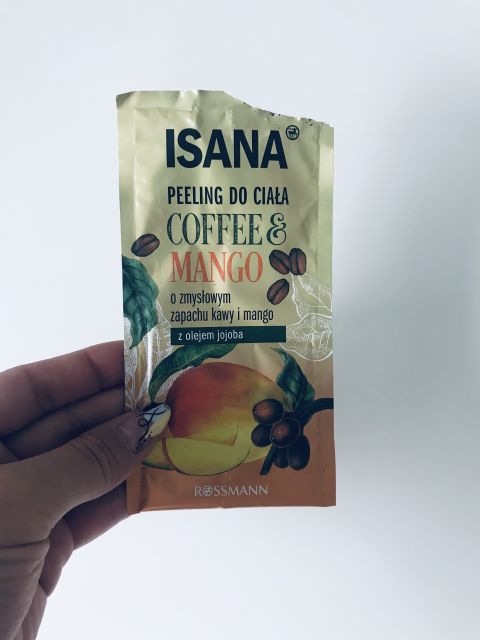 ISANA
PEELING DO CIAŁA
COFFEE &
MANGO
o zmysłowym
zapachu kawy i mango
z olejem jojoba
ROSSMANN